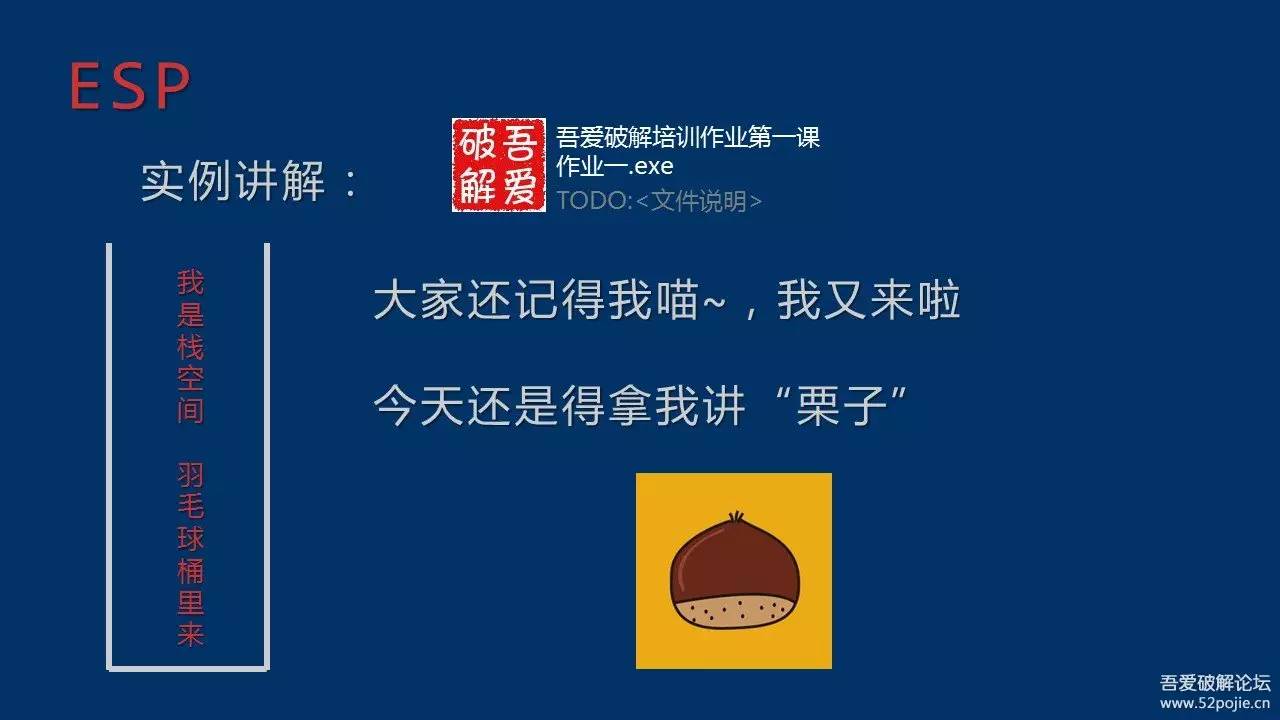 ESP
实例讲解：
吾爱破解
吾爱破解培训作业第一课
作业一.exe
TODO:<文件说明>
我是栈空间 羽毛球桶里来
大家还记得我喵~，我又来啦
今天还是得拿我讲“栗子”
吾爱破解论坛
www.52pojie.cn